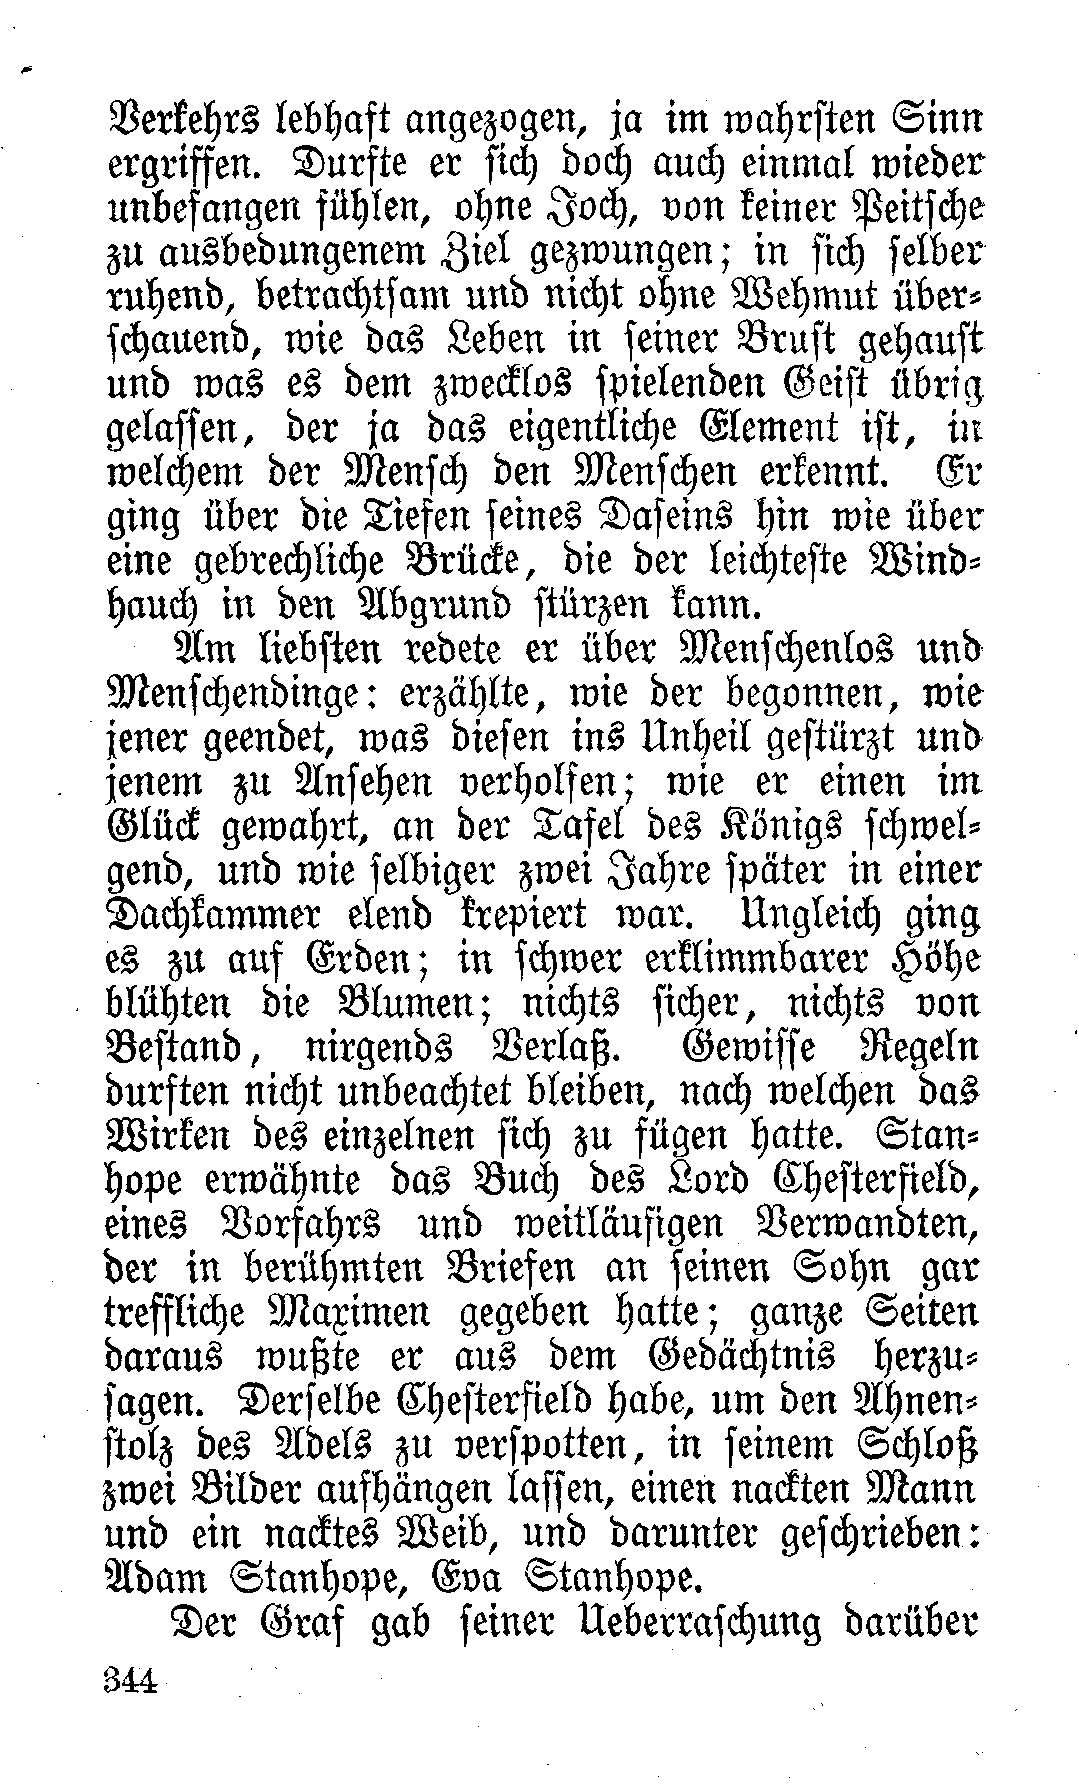 Verkehrs lebhaft angezogen, ja im wahrsten Sinn
ergriffen. Durfte er sich doch auch einmal wieder
unbefangen fühlen, ohne Joch, von keiner Peitsche
zu ausbedungenem Ziel gezwungen; in sich selber
ruhend, betrachtsam und nicht ohne Wehmut über-
schauend, wie das Leben in seiner Brust gehaust
und was es dem zwecklos spielenden Geist übrig
gelassen, der ja das eigentliche Element ist, in
welchem der Mensch den Menschen erkennt. Er
ging über die Tiefen seines Daseins hin wie über
eine gebrechliche Brücke, die der leichteste Wind-
hauch in den Abgrund stürzen kann.
Am liebsten redete er über Menschenlos und
Menschendinge: erzählte, wie der begonnen, wie
jener geendet, was diesen ins Unheil gestürzt und
jenem zu Ansehen verholfen; wie er einen im
Glück gewahrt, an der Tafel des Königs schwel-
gend, und wie selbiger zwei Jahre später in einer
Dachkammer elend krepiert war. Ungleich ging
es zu auf Erden; in schwer erklimmbarer Höhe
blühten die Blumen; nichts sicher, nichts von
Bestand, nirgends Verlaß. Gewisse Regeln
durften nicht unbeachtet bleiben, nach welchen das
Wirken des einzelnen sich zu fügen hatte. Stan-
hope erwähnte das Buch des Lord Chesterfield,
eines Vorfahrs und weitläufigen Verwandten,
der in berühmten Briefen an seinen Sohn gar
treffliche Maximen gegeben hatte; ganze Seiten
daraus wußte er aus dem Gedächtnis herzu-
sagen. Derselbe Chesterfield habe, um den Ahnen-
stolz des Adels zu verspotten, in seinem Schloß
zwei Bilder aufhängen lassen, einen nackten Mann
und ein nacktes Weib, und darunter geschrieben:
Adam Stanhope, Eva Stanhope.
Der Graf gab seiner Ueberraschung darüber
344